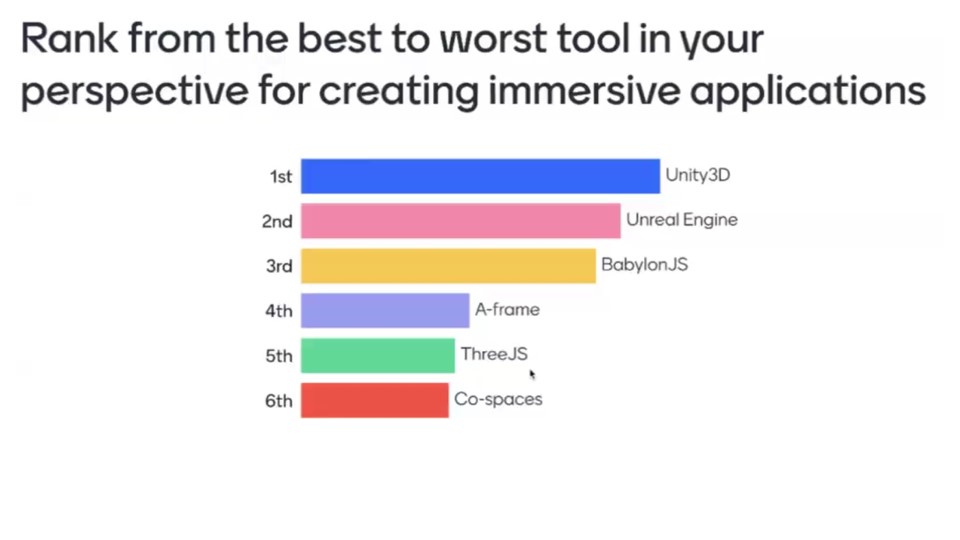 Rank from the best to worst tool in your
perspective for creating immersive applications
1st Unity3D
2nd Unreal Engine
3rd BabylonJS
4th A-frame
5th ThreeJS
6th Co-spaces